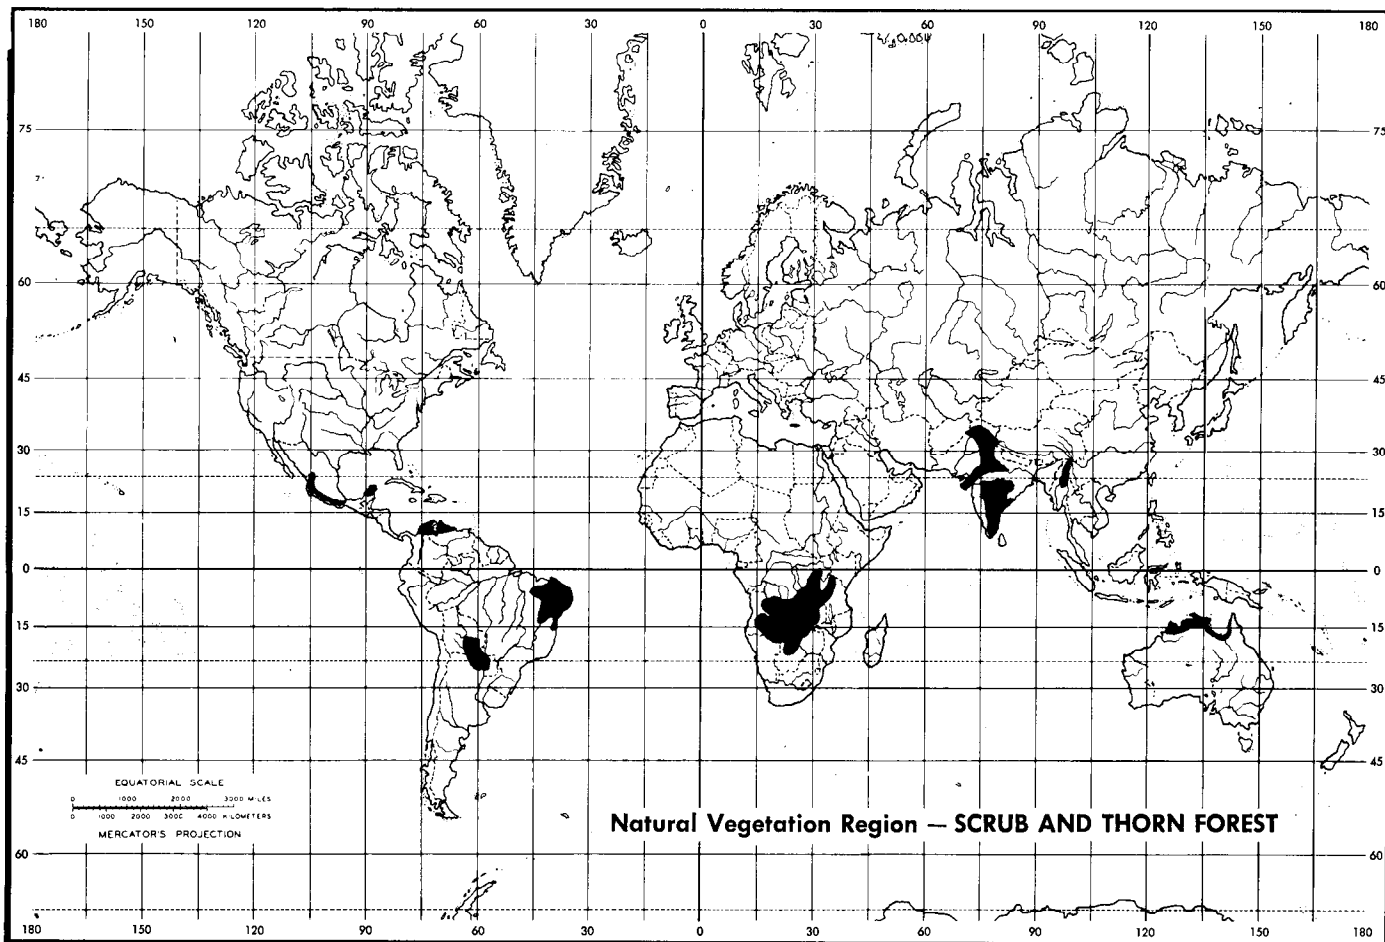 180 150 120 90 60 30 0 30 60 90 120 150 180
75 75
60 60
45 45
30 30
15 15
0 0
15 15
30 30
45 45
EQUATORIAL SCALE
0 1000 2000 3000 MILES
0 1000 2000 3000 4000 KILOMETERS
MERCATOR'S PROJECTION
Natural Vegetation Region — SCRUB AND THORN FOREST
60 60
180 150 120 90 60 30 0 30 60 90 120 150 180